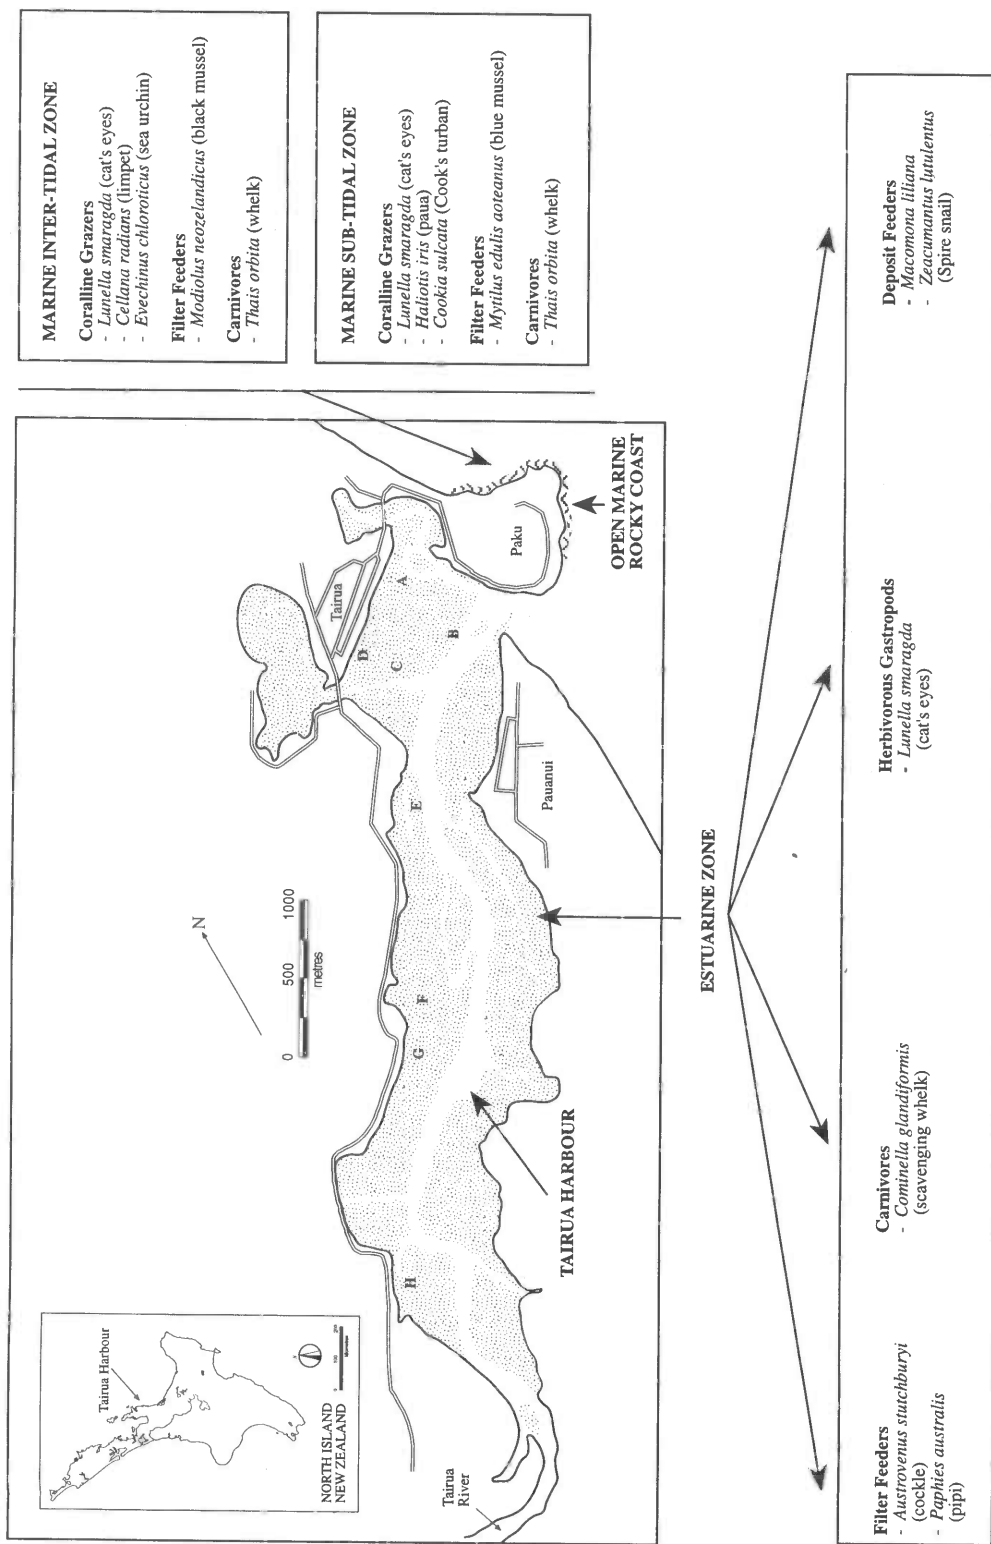 MARINE INTER-TIDAL ZONE
Coralline Grazers
- Lunella smaragda (cat's eyes)
- Cellana radians (limpet)
- Evechinus chloroticus (sea urchin)
Filter Feeders
- Modiolus neozelandicus (black mussel)
Carnivores
- Thais orbita (whelk)
MARINE SUB-TIDAL ZONE
Coralline Grazers
- Lunella smaragda (cat's eyes)
- Haliotis iris (paua)
- Cookia sulcata (Cook's turban)
Filter Feeders
- Mytilus edulis aoteanus (blue mussel)
Carnivores
- Thais orbita (whelk)
Tairua Harbour
NORTH ISLAND
NEW ZEALAND
0 100 200
N
0 500 1000
metres
Tairua
River
Tairua
Paku
Pauanui
A
B
C
D
E
F
G
H
OPEN MARINE
ROCKY COAST
TAIRUA HARBOUR
ESTUARINE ZONE
Filter Feeders
- Austrovenus stutchburyi
(cockle)
- Paphies australis
(pipi)
Carnivores
- Cominella glandiformis
(scavenging whelk)
Herbivorous Gastropods
- Lunella smaragda
(cat's eyes)
Deposit Feeders
- Macomona liliana
- Zeacumantus lutulentus
(Spire snail)